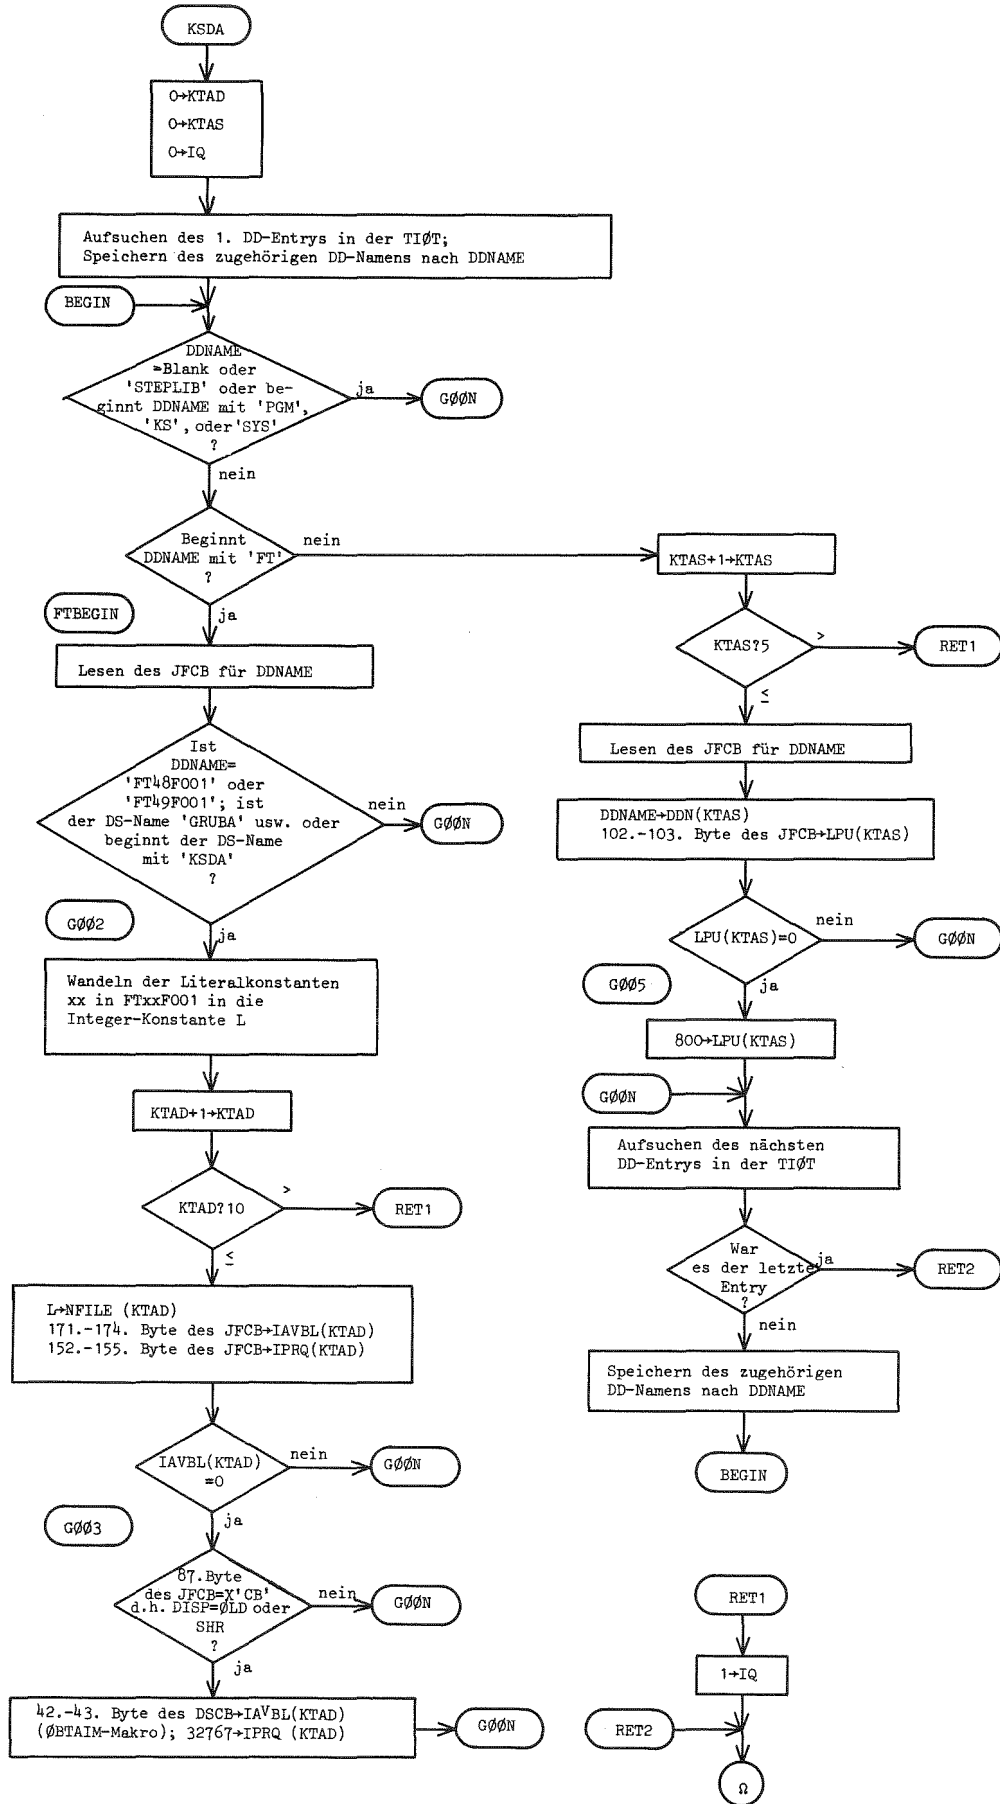 KSDA
0→KTAD
0→KTAS
0→IQ
Aufsuchen des 1. DD-Entrys in der TIØT;
Speichern des zugehörigen DD-Namens nach DDNAME
BEGIN
DDNAME
=Blank oder
'STEPLIB' oder be-
ginnt DDNAME mit 'PGM',
'KS', oder 'SYS'
?
ja
GØØN
nein
Beginnt
DDNAME mit 'FT'
?
nein
FTBEGIN
ja
Lesen des JFCB für DDNAME
Ist
DDNAME=
'FT48F001' oder
'FT49F001'; ist
der DS-Name 'GRUBA' usw. oder
beginnt der DS-Name
mit 'KSDA'
?
nein
GØØN
GØØ2
ja
Wandeln der Literalkonstanten
xx in FTxxF001 in die
Integer-Konstante L
KTAD+1→KTAD
KTAD?10
>
RET1
≤
L→NFILE (KTAD)
171.-174. Byte des JFCB→IAVBL(KTAD)
152.-155. Byte des JFCB→IPRQ(KTAD)
IAVBL(KTAD)
=0
nein
GØØN
GØØ3
ja
87.Byte
des JFCB=X'CB'
d.h. DISP=ØLD oder
SHR
?
nein
GØØN
ja
42.-43. Byte des DSCB→IAVBL(KTAD)
(ØBTAIM-Makro); 32767→IPRQ (KTAD)
GØØN
KTAS+1→KTAS
KTAS?5
>
RET1
≤
Lesen des JFCB für DDNAME
DDNAME→DDN(KTAS)
102.-103. Byte des JFCB→LPU(KTAS)
LPU(KTAS)=0
nein
GØØN
GØØ5
ja
800→LPU(KTAS)
GØØN
Aufsuchen des nächsten
DD-Entrys in der TIØT
War
es der letzte
Entry
?
ja
RET2
nein
Speichern des zugehörigen
DD-Namens nach DDNAME
BEGIN
RET1
1→IQ
RET2
Ω